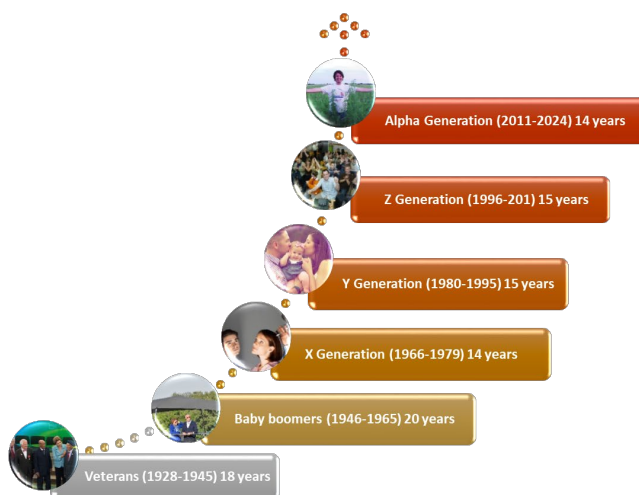 Alpha Generation (2011-2024) 14 years
Z Generation (1996-201) 15 years
Y Generation (1980-1995) 15 years
X Generation (1966-1979) 14 years
Baby boomers (1946-1965) 20 years
Veterans (1928-1945) 18 years